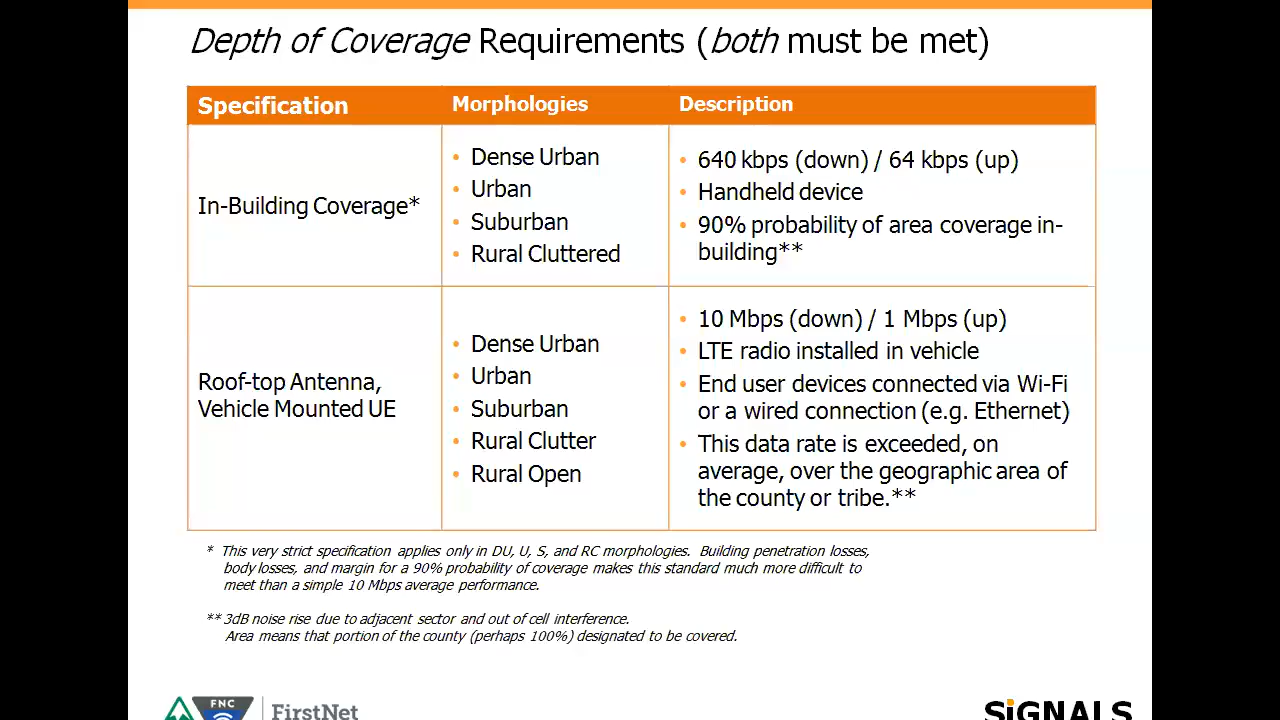 Depth of Coverage Requirements (both must be met)
Specification
Morphologies
Description
In-Building Coverage*
• Dense Urban
• Urban
• Suburban
• Rural Cluttered
• 640 kbps (down) / 64 kbps (up)
• Handheld device
• 90% probability of area coverage in-
building**
Roof-top Antenna,
Vehicle Mounted UE
• Dense Urban
• Urban
• Suburban
• Rural Clutter
• Rural Open
• 10 Mbps (down) / 1 Mbps (up)
• LTE radio installed in vehicle
• End user devices connected via Wi-Fi
or a wired connection (e.g. Ethernet)
• This data rate is exceeded, on
average, over the geographic area of
the county or tribe.**
* This very strict specification applies only in DU, U, S, and RC morphologies. Building penetration losses,
body losses, and margin for a 90% probability of coverage makes this standard much more difficult to
meet than a simple 10 Mbps average performance.
** 3dB noise rise due to adjacent sector and out of cell interference.
Area means that portion of the county (perhaps 100%) designated to be covered.
FNC
FirstNet
SiGNALS